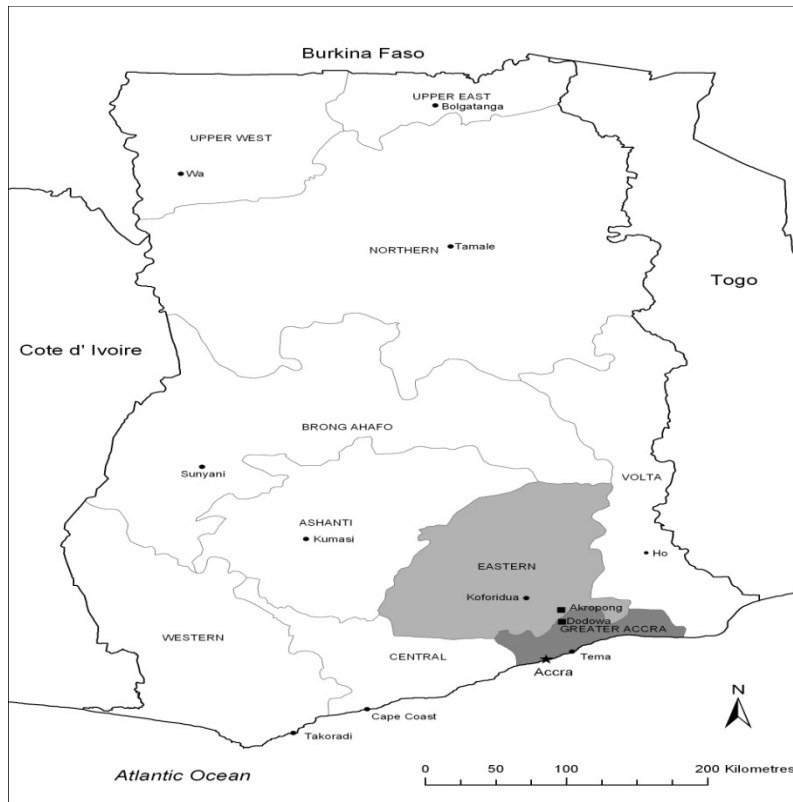 Burkina Faso
UPPER EAST
Bolgatanga
UPPER WEST
Wa
NORTHERN
Tamale
Togo
Cote d' Ivoire
BRONG AHAFO
Sunyani
VOLTA
ASHANTI
Kumasi
Ho
EASTERN
Koforidua
Akropong
Dodowa
GREATER ACCRA
WESTERN
CENTRAL
Tema
Accra
Cape Coast
Takoradi
N
Atlantic Ocean
0 50 100 200 Kilometres